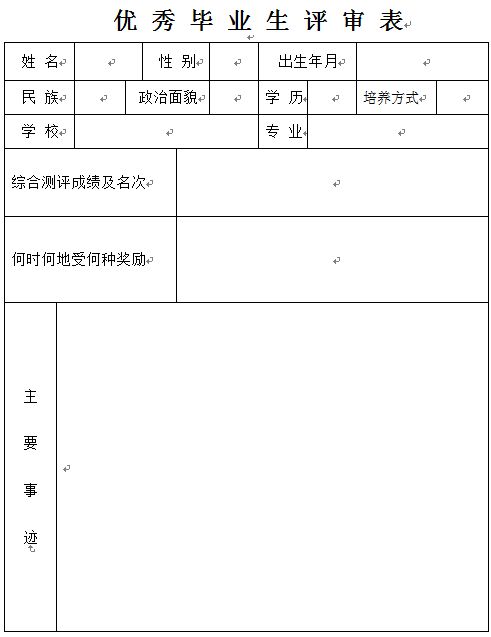 优秀毕业生评审表
姓名 性别 出生年月
民族 政治面貌 学历 培养方式
学校 专业
综合测评成绩及名次
何时何地受何种奖励
主
要
事
迹